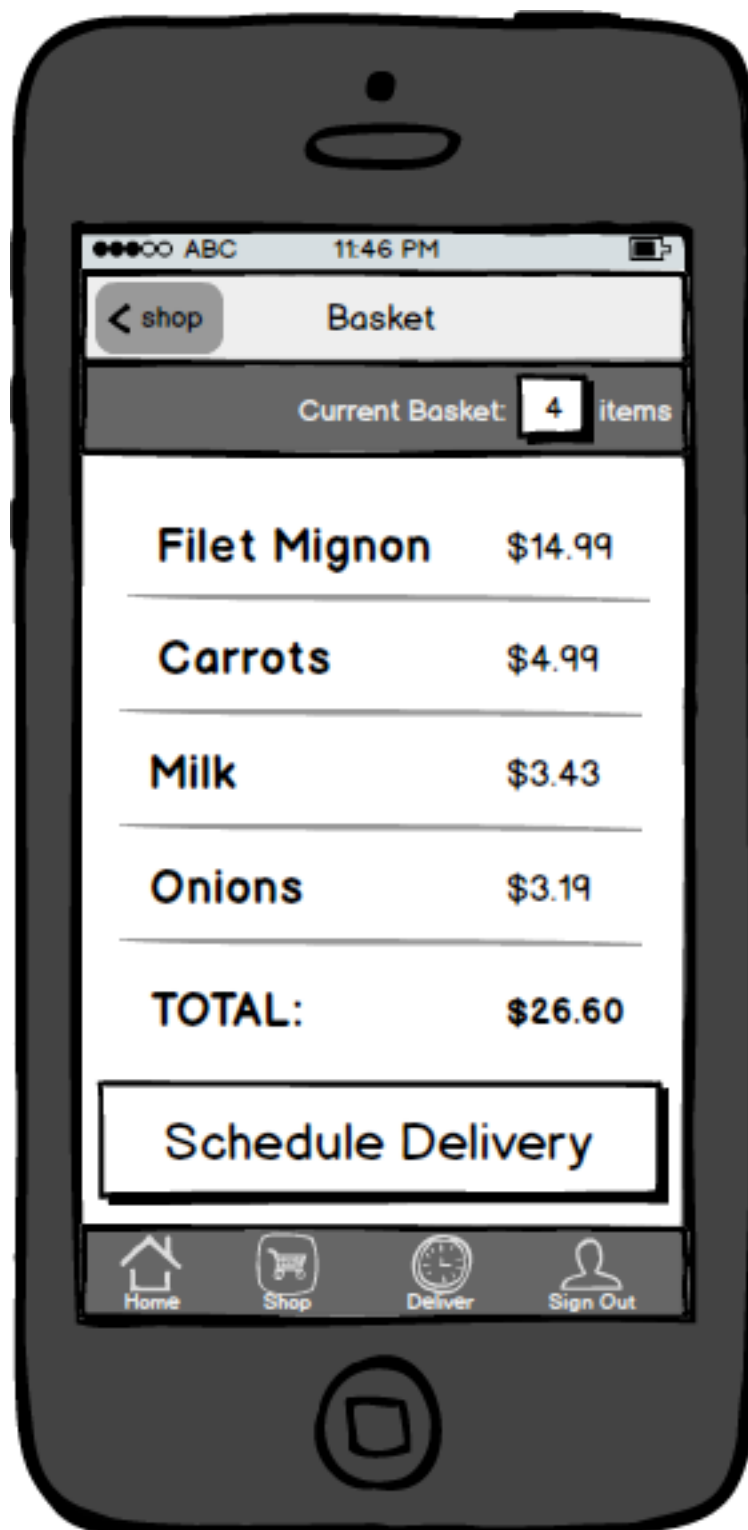 ABC 11:46 PM
shop Basket
Current Basket: 4 items
Filet Mignon $14.99
Carrots $4.99
Milk $3.43
Onions $3.19
TOTAL: $26.60
Schedule Delivery
Home Shop Deliver Sign Out